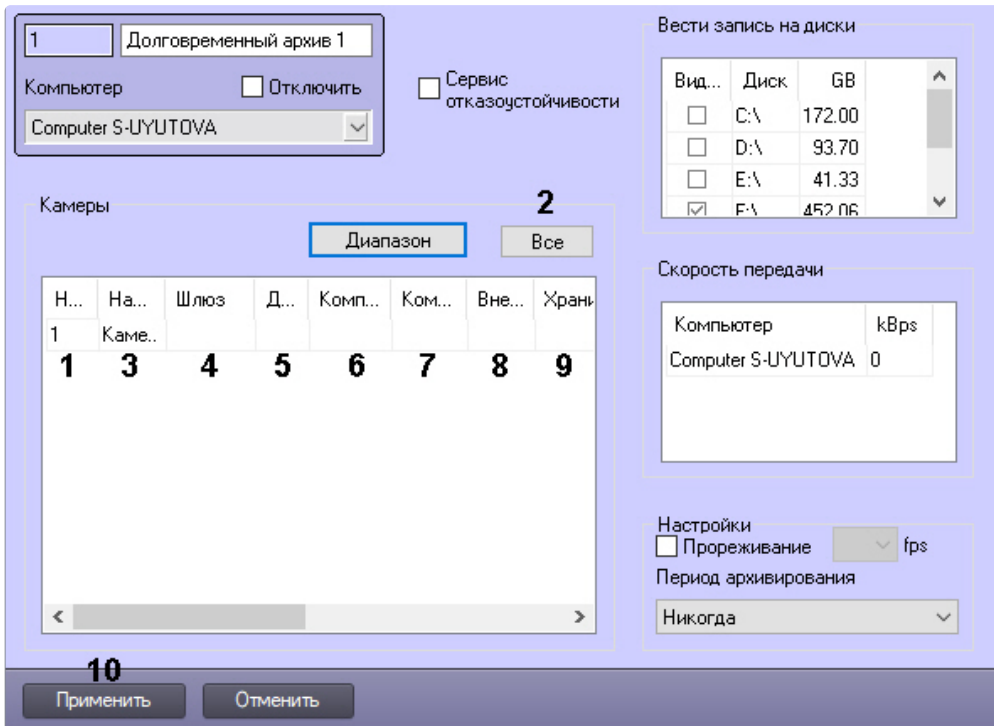 1 Долговременный архив 1
Компьютер Отключить
Computer S-UYUTOVA
Сервис
отказоустойчивости
Вести запись на диски
Вид... Диск GB
C:\ 172.00
D:\ 93.70
E:\ 41.33
F:\ 452.06
Камеры
2
Диапазон Все
Н... На... Шлюз Д... Комп... Ком... Вне... Храни
1 Каме..
1 3 4 5 6 7 8 9
Скорость передачи
Компьютер kBps
Computer S-UYUTOVA 0
Настройки
Прореживание fps
Период архивирования
Никогда
10
Применить Отменить